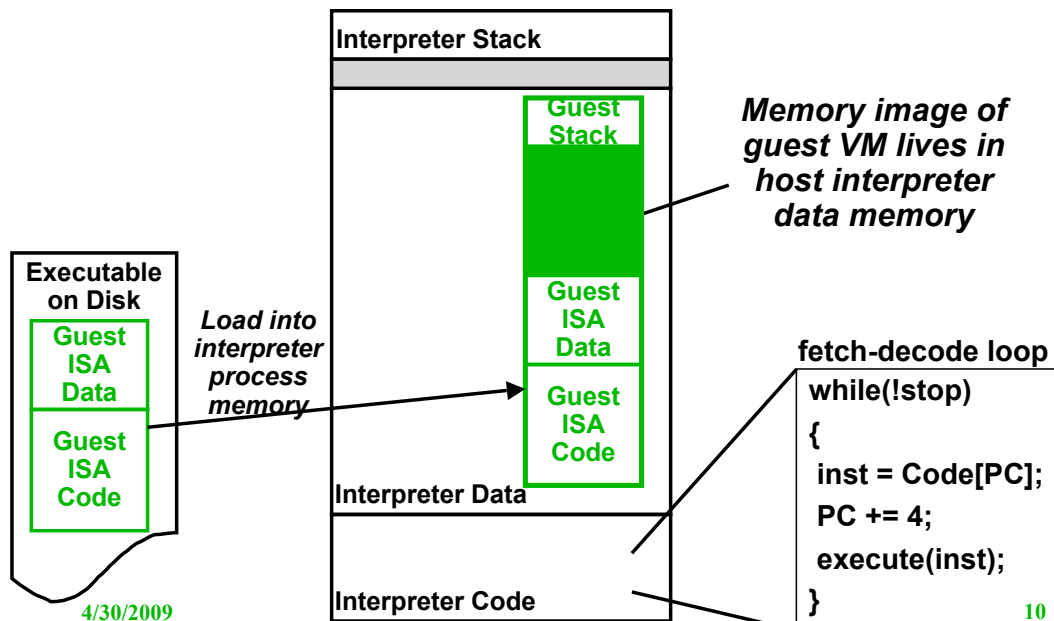 Interpreter Stack
Guest
Stack
Memory image of
guest VM lives in
host interpreter
data memory
Executable
on Disk
Guest
ISA
Data
Guest
ISA
Code
Load into
interpreter
process
memory
Guest
ISA
Data
Guest
ISA
Code
Interpreter Data
Interpreter Code
fetch-decode loop
while(!stop)
{
inst = Code[PC];
PC += 4;
execute(inst);
}
4/30/2009
10